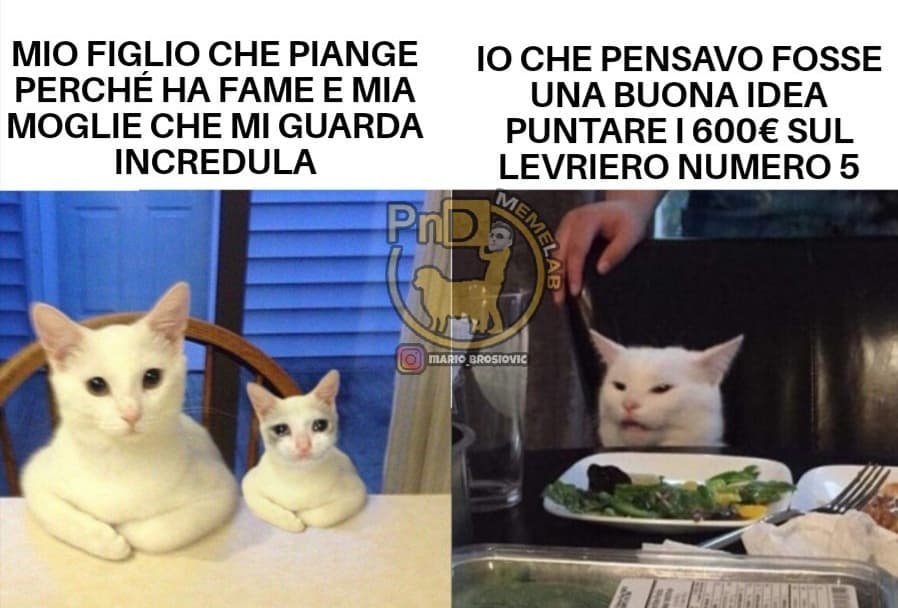 MIO FIGLIO CHE PIANGE
PERCHÉ HA FAME E MIA
MOGLIE CHE MI GUARDA
INCREDULA
IO CHE PENSAVO FOSSE
UNA BUONA IDEA
PUNTARE I 600€ SUL
LEVRIERO NUMERO 5
PnD
MEMELAB
MARIO_BROSIOVIC